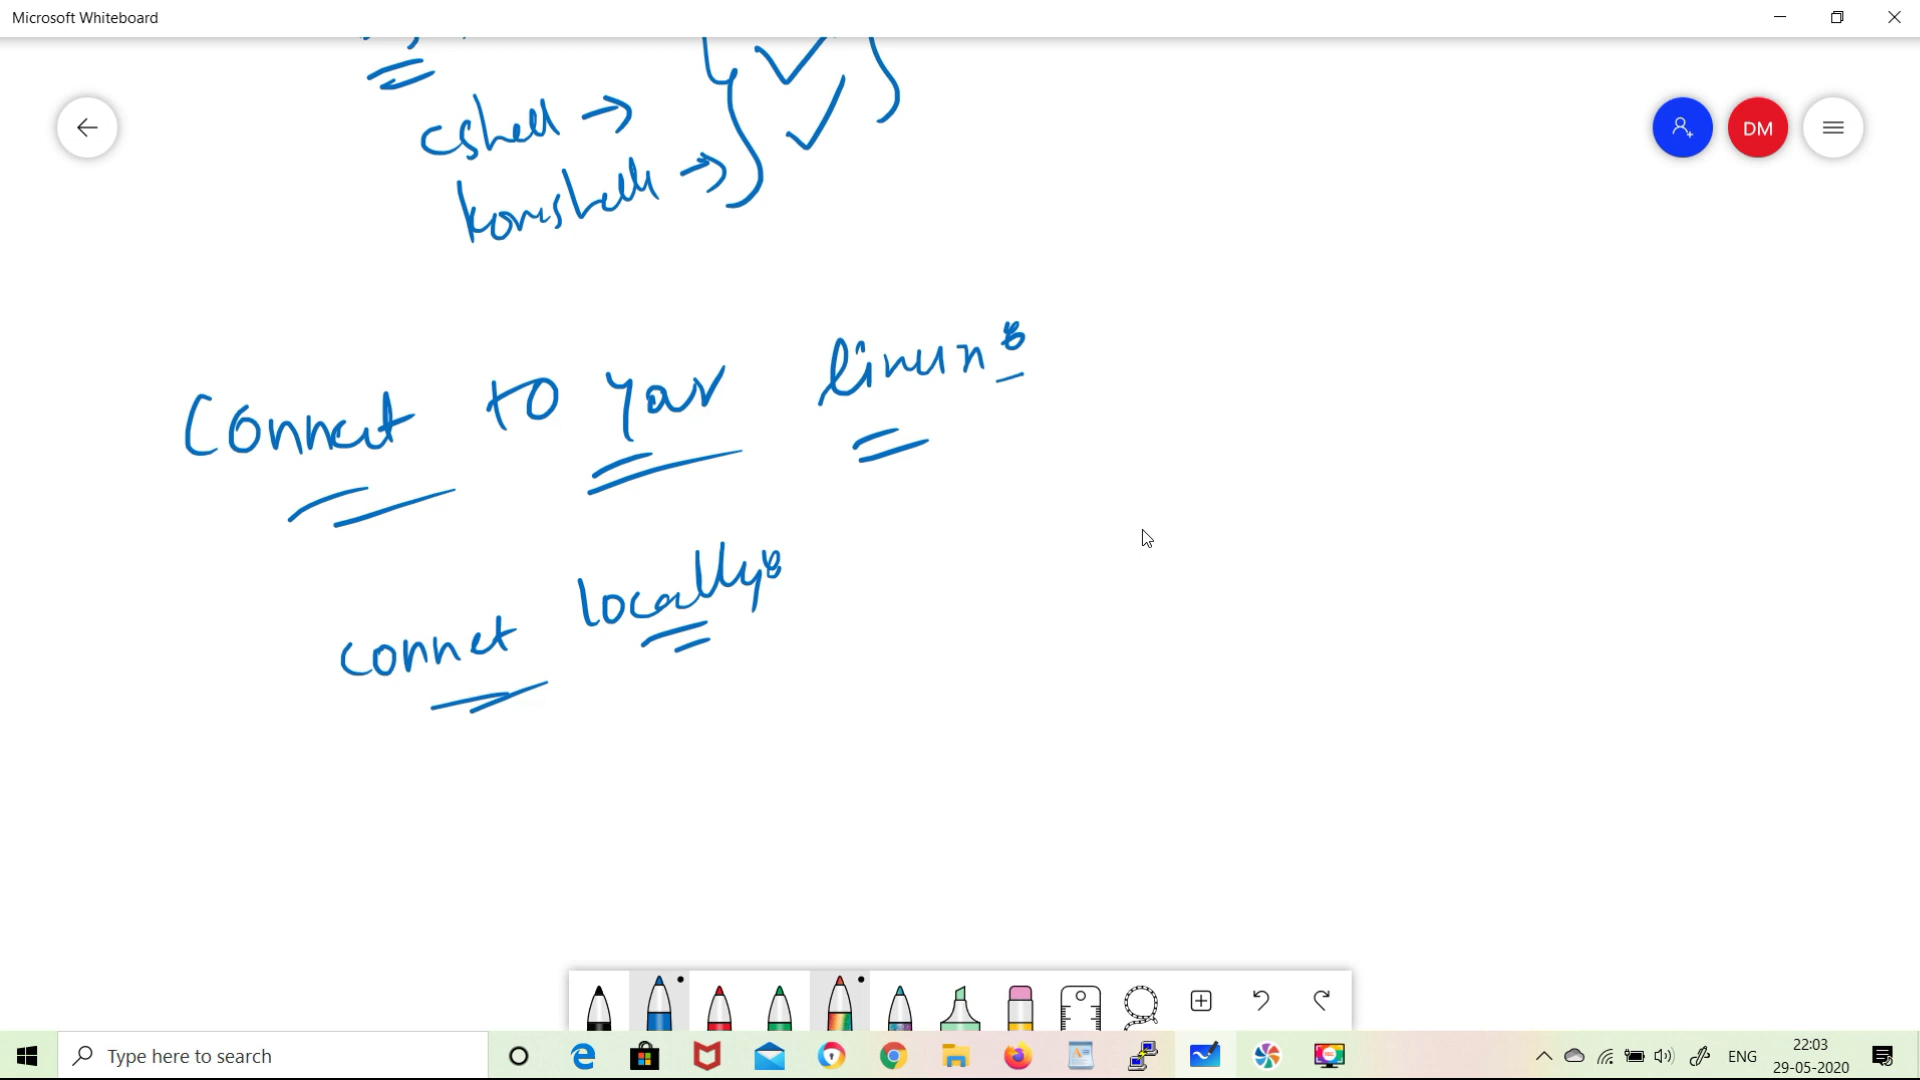 Microsoft Whiteboard
cshell →
kornshell →
DM
Connect to your linux
connet locally
Type here to search
ENG
22:03
29-05-2020